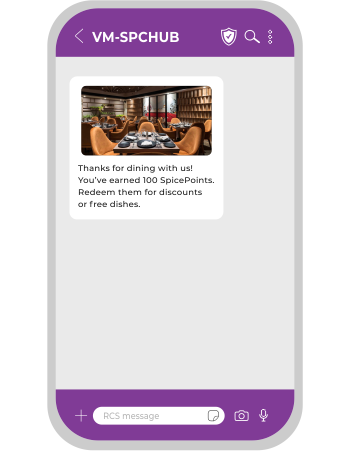 VM-SPCHUB
Thanks for dining with us!
You've earned 100 SpicePoints.
Redeem them for discounts
or free dishes.
RCS message